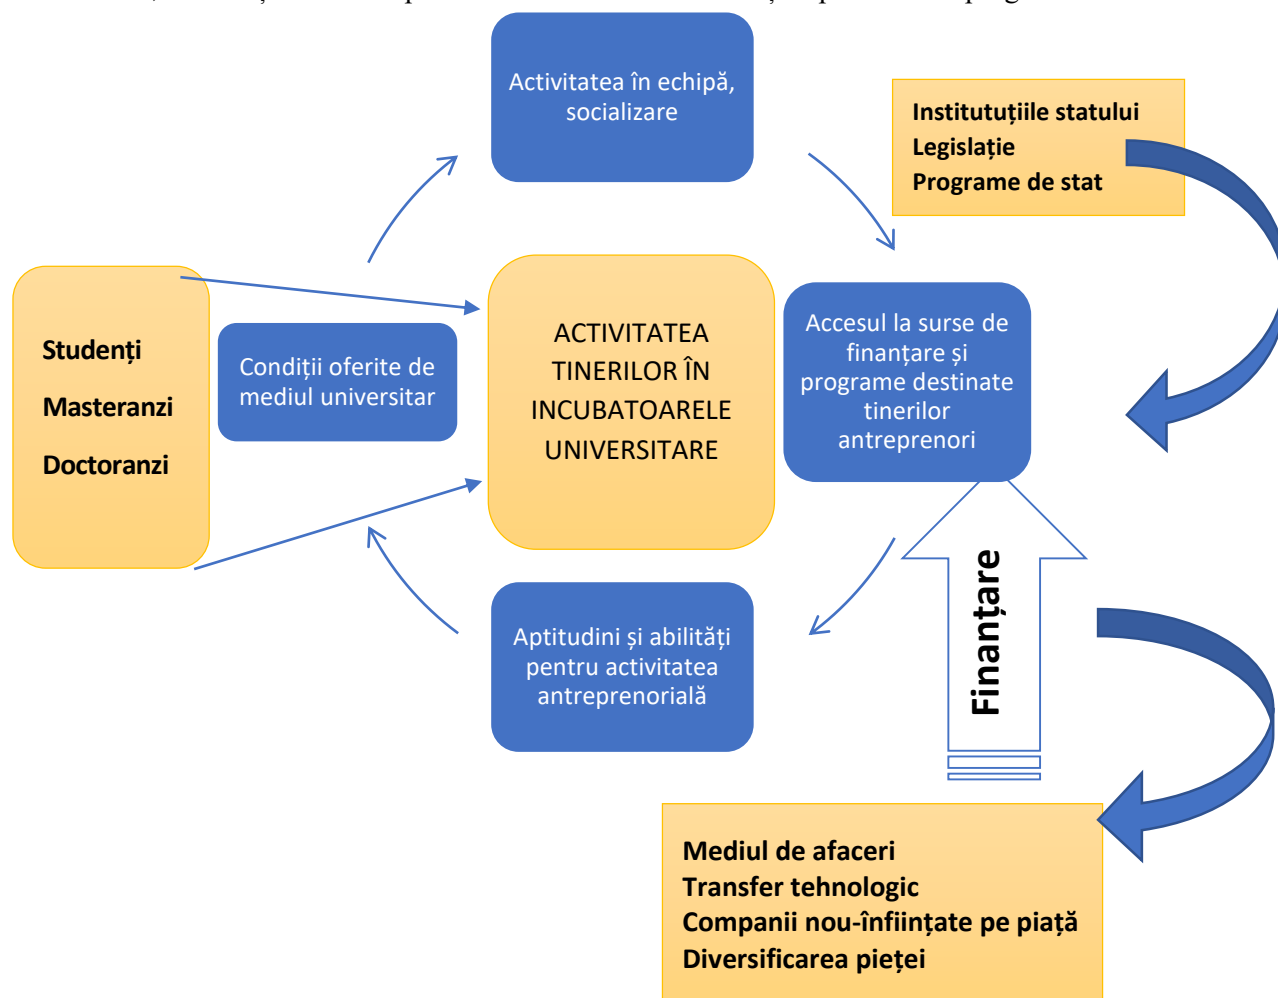 Activitatea în echipă,
socializare
Institutuțiile statului
Legislație
Programe de stat
Studenți
Masteranzi
Doctoranzi
Condiții oferite de
mediul universitar
ACTIVITATEA
TINERILOR ÎN
INCUBATOARELE
UNIVERSITARE
Accesul la surse de
finanțare și
programe destinate
tinerilor
antreprenori
Aptitudini și abilități
pentru activitatea
antreprenorială
Finanțare
Mediul de afaceri
Transfer tehnologic
Companii nou-înființate pe piață
Diversificarea pieței